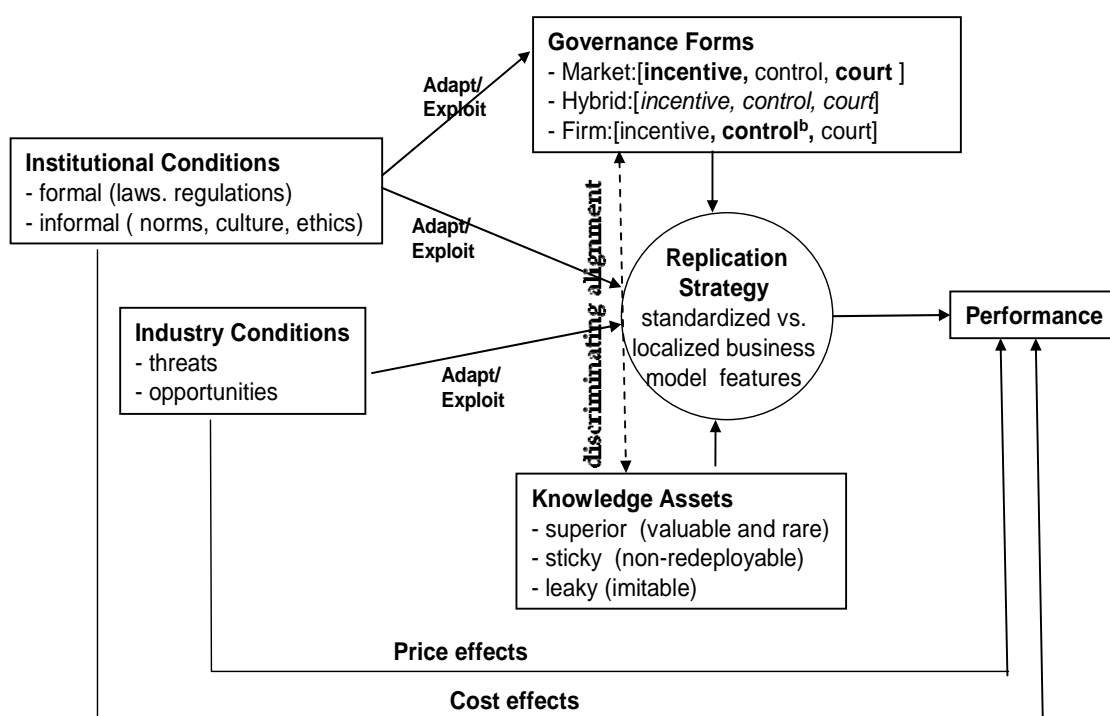 Governance Forms
- Market:[incentive, control, court ]
- Hybrid:[incentive, control, court]
- Firm:[incentive, controlᵇ, court]
Adapt/
Exploit
Institutional Conditions
- formal (laws. regulations)
- informal ( norms, culture, ethics)
Adapt/
Exploit
discriminating alignment
Replication
Strategy
standardized vs.
localized business
model features
Performance
Industry Conditions
- threats
- opportunities
Adapt/
Exploit
Knowledge Assets
- superior (valuable and rare)
- sticky (non-redeployable)
- leaky (imitable)
Price effects
Cost effects